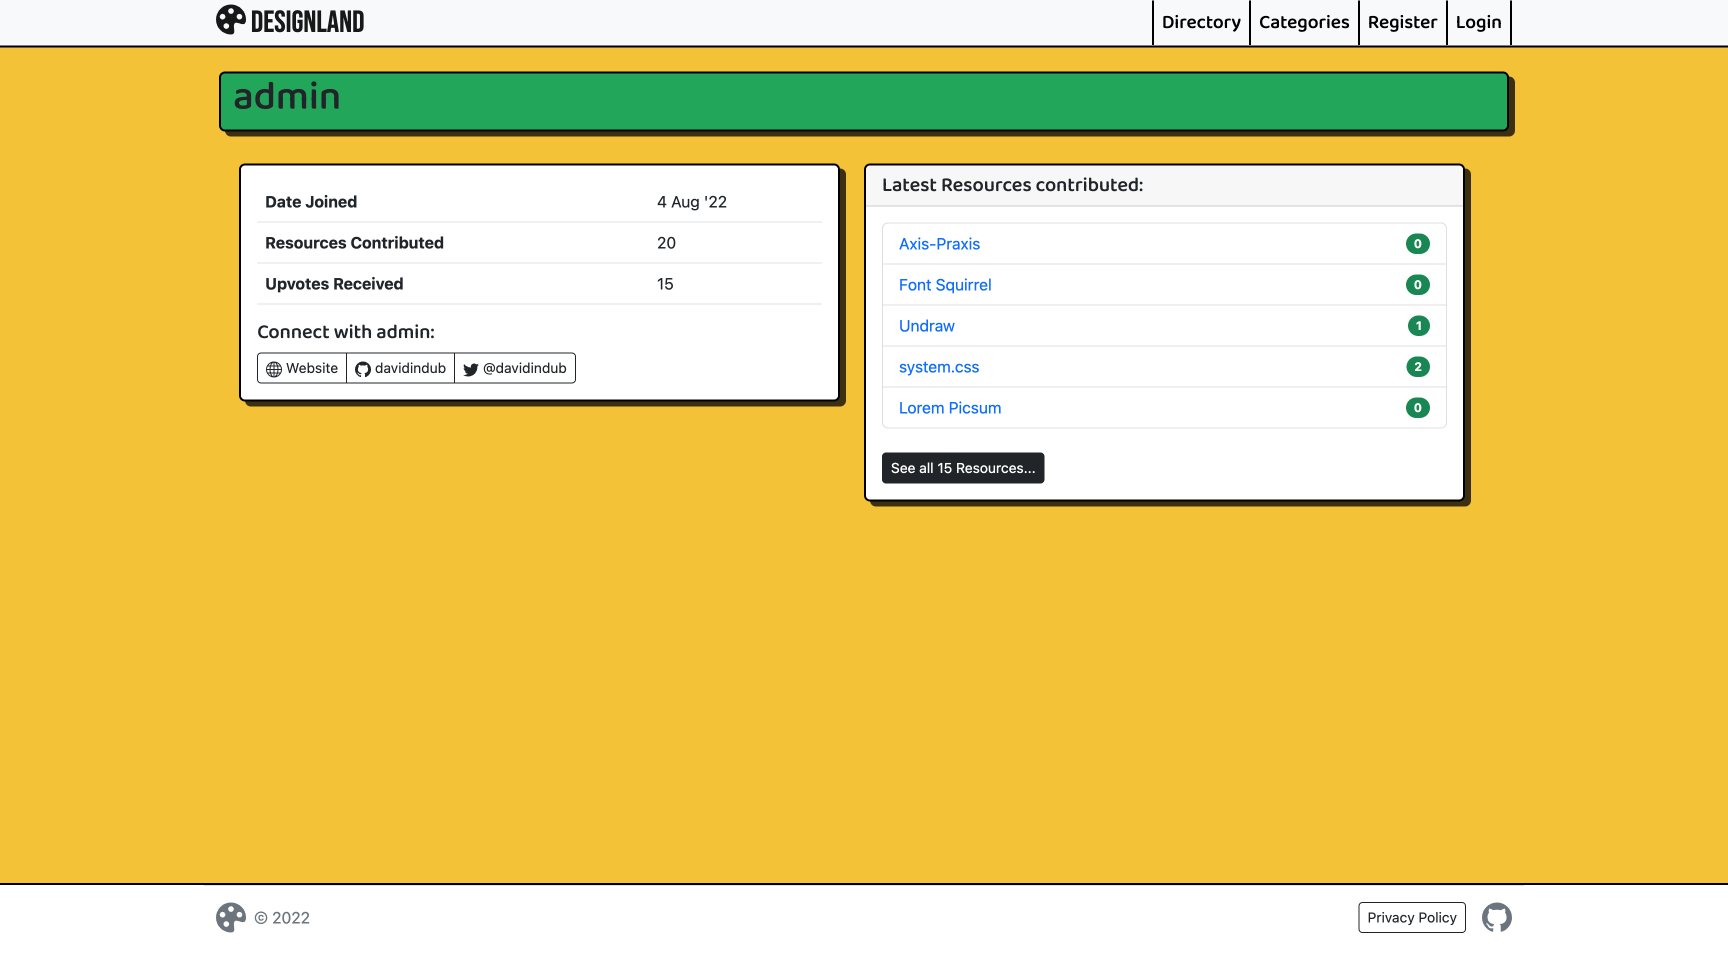 DESIGNLAND
Directory
Categories
Register
Login
admin
Date Joined 4 Aug '22
Resources Contributed 20
Upvotes Received 15
Connect with admin:
Website
davidindub
@davidindub
Latest Resources contributed:
Axis-Praxis 0
Font Squirrel 0
Undraw 1
system.css 2
Lorem Picsum 0
See all 15 Resources...
© 2022
Privacy Policy